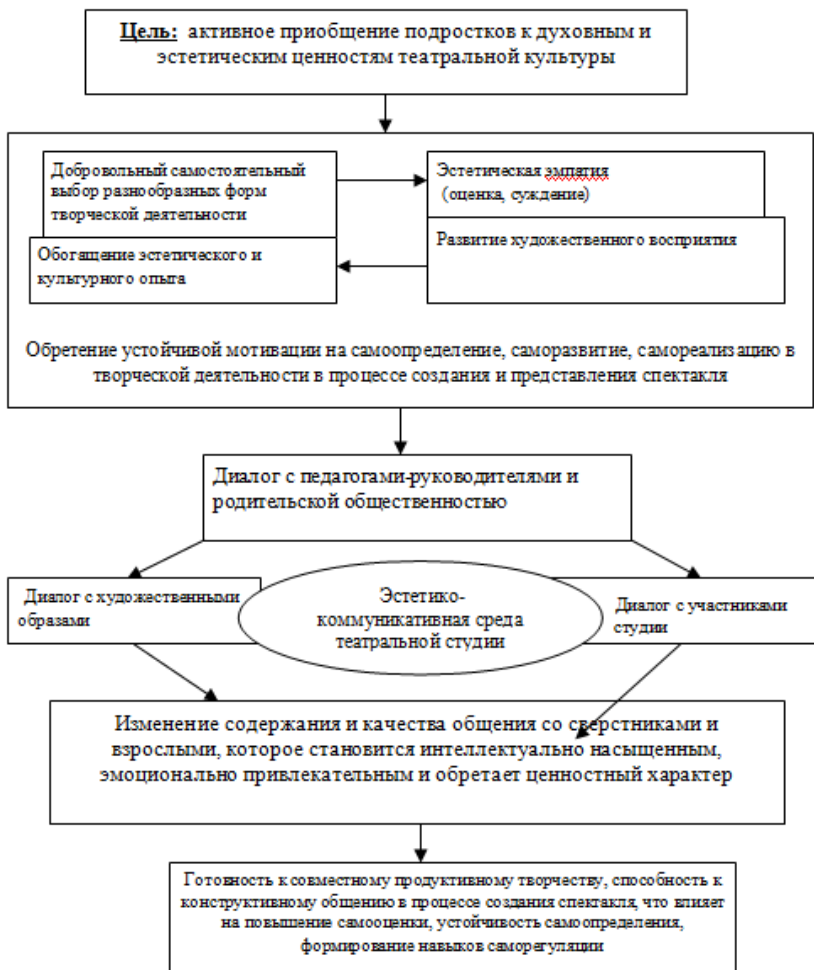 Цель: активное приобщение подростков к духовным и
эстетическим ценностям театральной культуры
Добровольный самостоятельный
выбор разнообразных форм
творческой деятельности
Эстетическая эмпятия
(оценка, суждение)
Обогащение эстетического и
культурного опыта
Развитие художественного восприятия
Обретение устойчивой мотивации на самоопределение, саморазвитие, самореализацию в
творческой деятельности в процессе создания и представления спектакля
Диалог с педагогами-руководителями и
родительской общественностью
Диалог с художественными
образами
Эстетико-
коммуникативная среда
театральной студии
Диалог с участниками
студии
Изменение содержания и качества общения со сверстниками и
взрослыми, которое становится интеллектуально насыщенным,
эмоционально привлекательным и обретает ценностный характер
Готовность к совместному продуктивному творчеству, способность к
конструктивному общению в процессе создания спектакля, что влияет
на повышение самооценки, устойчивость самоопределения,
формирование навыков саморегуляции